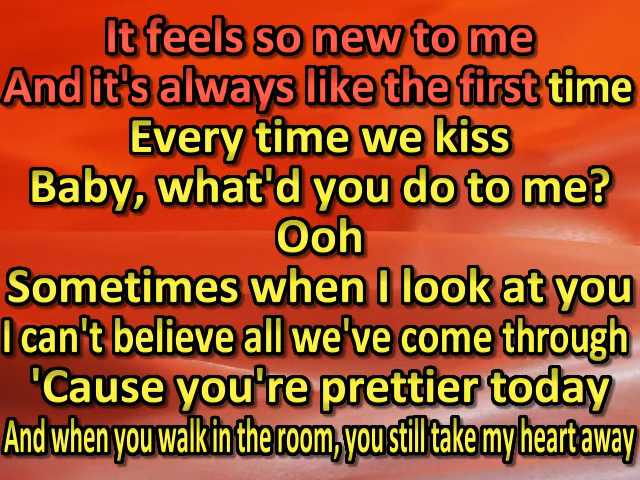 It feels so new to me
And it's always like the first time
Every time we kiss
Baby, what'd you do to me?
Ooh
Sometimes when I look at you
I can't believe all we've come through
'Cause you're prettier today
And when you walk in the room, you still take my heart away